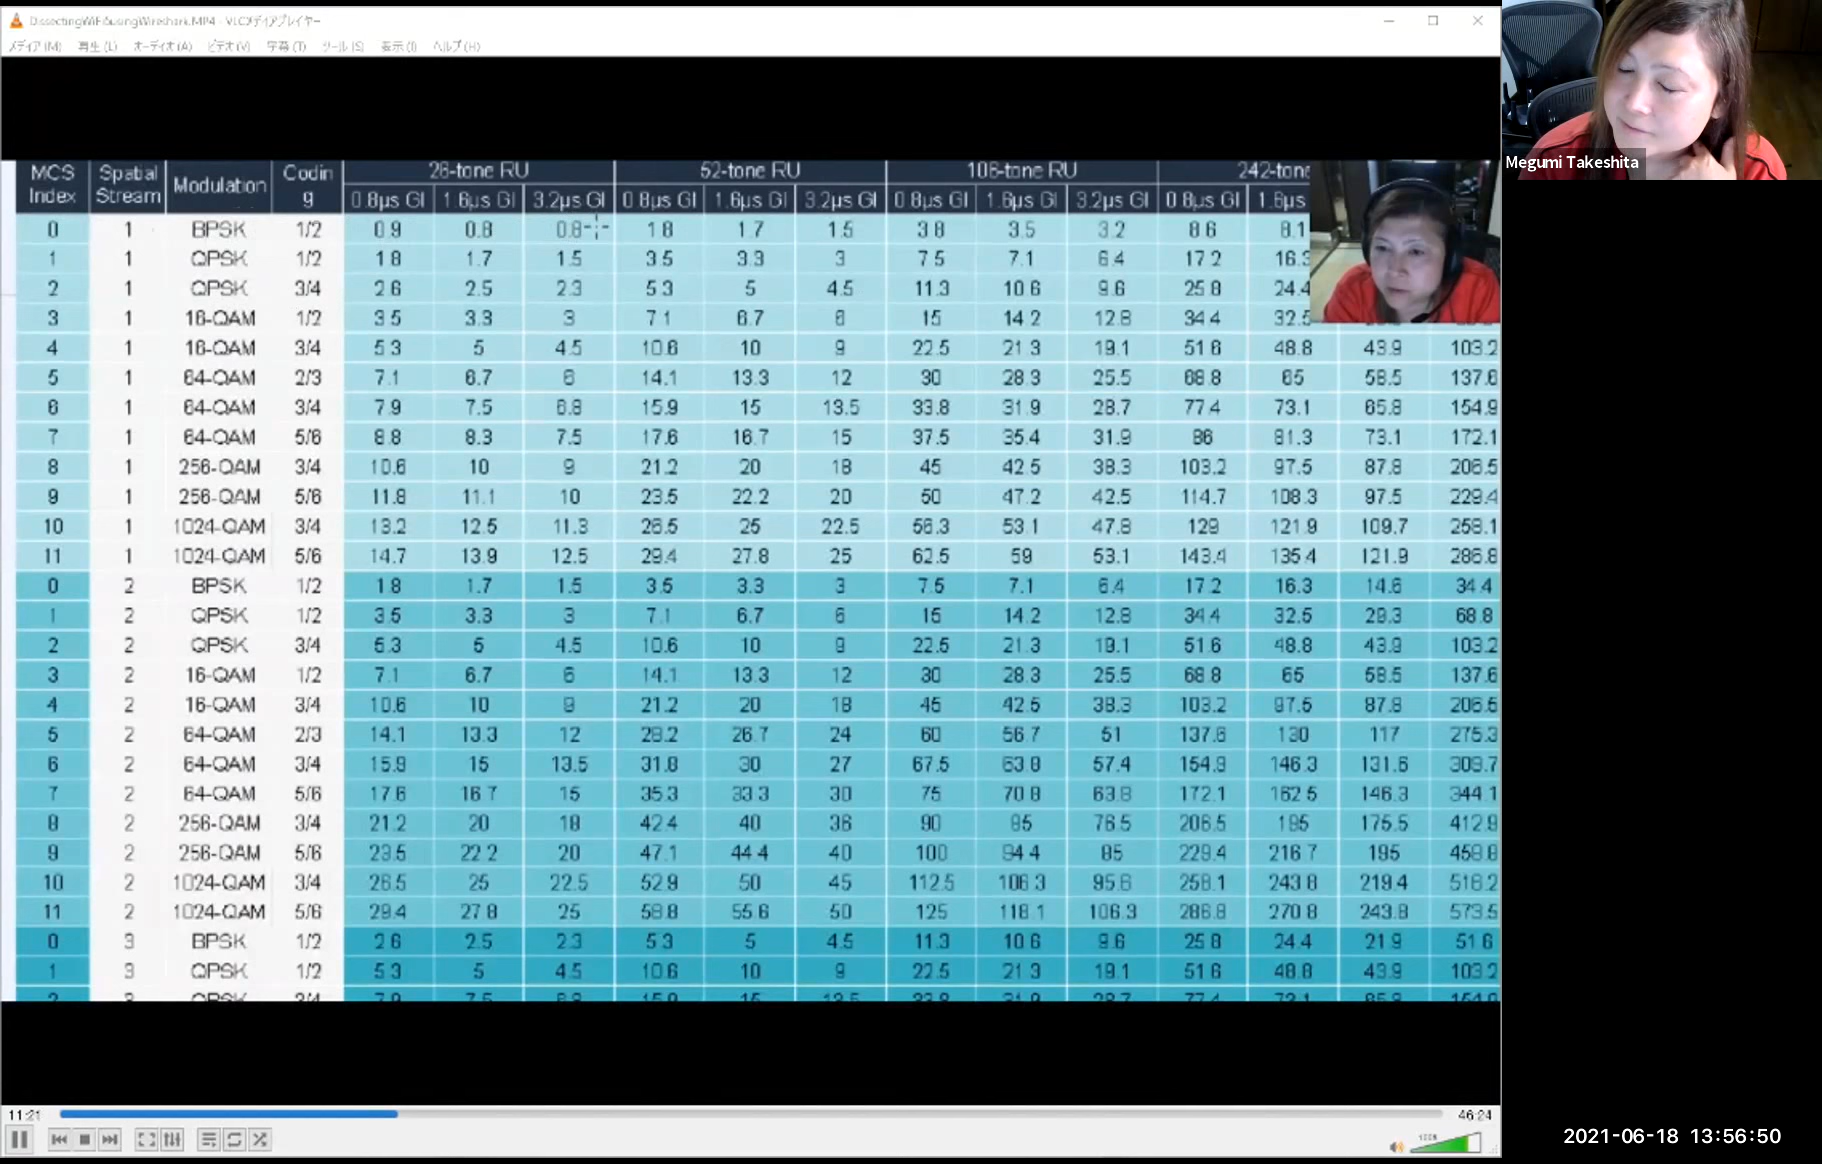 DissectingWiFi6usingWireshark.MP4 - VLCメディアプレイヤー
メディア(M) 再生(L) オーディオ(A) ビデオ(V) 字幕(T) ツール(S) 表示(I) ヘルプ(H)
Megumi Takeshita
MCS Index Spatial Stream Modulation Coding 26-tone RU 52-tone RU 106-tone RU 242-tone
0.8µs GI 1.6µs GI 3.2µs GI 0.8µs GI 1.6µs GI 3.2µs GI 0.8µs GI 1.6µs GI 3.2µs GI 0.8µs GI 1.6µs
0 1 BPSK 1/2 0.9 0.8 0.8 1.8 1.7 1.5 3.8 3.5 3.2 8.6 8.1
1 1 QPSK 1/2 1.8 1.7 1.5 3.5 3.3 3 7.5 7.1 6.4 17.2 16.3
2 1 QPSK 3/4 2.6 2.5 2.3 5.3 5 4.5 11.3 10.6 9.6 25.8 24.4
3 1 16-QAM 1/2 3.5 3.3 3 7.1 6.7 6 15 14.2 12.8 34.4 32.5
4 1 16-QAM 3/4 5.3 5 4.5 10.6 10 9 22.5 21.3 19.1 51.6 48.8 43.9 103.2
5 1 64-QAM 2/3 7.1 6.7 6 14.1 13.3 12 30 28.3 25.5 68.8 65 58.5 137.6
6 1 64-QAM 3/4 7.9 7.5 6.8 15.9 15 13.5 33.8 31.9 28.7 77.4 73.1 65.8 154.9
7 1 64-QAM 5/6 8.8 8.3 7.5 17.6 16.7 15 37.5 35.4 31.9 86 81.3 73.1 172.1
8 1 256-QAM 3/4 10.6 10 9 21.2 20 18 45 42.5 38.3 103.2 97.5 87.8 206.5
9 1 256-QAM 5/6 11.8 11.1 10 23.5 22.2 20 50 47.2 42.5 114.7 108.3 97.5 229.4
10 1 1024-QAM 3/4 13.2 12.5 11.3 26.5 25 22.5 56.3 53.1 47.8 129 121.9 109.7 258.1
11 1 1024-QAM 5/6 14.7 13.9 12.5 29.4 27.8 25 62.5 59 53.1 143.4 135.4 121.9 286.8
0 2 BPSK 1/2 1.8 1.7 1.5 3.5 3.3 3 7.5 7.1 6.4 17.2 16.3 14.6 34.4
1 2 QPSK 1/2 3.5 3.3 3 7.1 6.7 6 15 14.2 12.8 34.4 32.5 29.3 68.8
2 2 QPSK 3/4 5.3 5 4.5 10.6 10 9 22.5 21.3 19.1 51.6 48.8 43.9 103.2
3 2 16-QAM 1/2 7.1 6.7 6 14.1 13.3 12 30 28.3 25.5 68.8 65 58.5 137.6
4 2 16-QAM 3/4 10.6 10 9 21.2 20 18 45 42.5 38.3 103.2 97.5 87.8 206.5
5 2 64-QAM 2/3 14.1 13.3 12 28.2 26.7 24 60 56.7 51 137.6 130 117 275.3
6 2 64-QAM 3/4 15.9 15 13.5 31.8 30 27 67.5 63.8 57.4 154.9 146.3 131.6 309.7
7 2 64-QAM 5/6 17.6 16.7 15 35.3 33.3 30 75 70.8 63.8 172.1 162.5 146.3 344.1
8 2 256-QAM 3/4 21.2 20 18 42.4 40 36 90 85 76.5 206.5 195 175.5 412.9
9 2 256-QAM 5/6 23.5 22.2 20 47.1 44.4 40 100 94.4 85 229.4 216.7 195 458.8
10 2 1024-QAM 3/4 26.5 25 22.5 52.9 50 45 112.5 106.3 95.6 258.1 243.8 219.4 516.2
11 2 1024-QAM 5/6 29.4 27.8 25 58.8 55.6 50 125 118.1 106.3 286.8 270.8 243.8 573.5
0 3 BPSK 1/2 2.6 2.5 2.3 5.3 5 4.5 11.3 10.6 9.6 25.8 24.4 21.9 51.6
1 3 QPSK 1/2 5.3 5 4.5 10.6 10 9 22.5 21.3 19.1 51.6 48.8 43.9 103.2
11:21 46:24
100%
2021-06-18 13:56:50